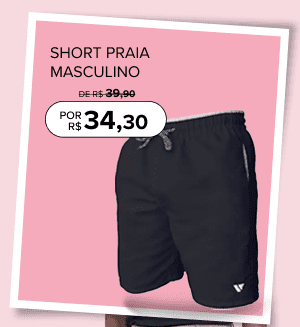 SHORT PRAIA
MASCULINO
DE R$ 39,90
POR
R$ 34,30